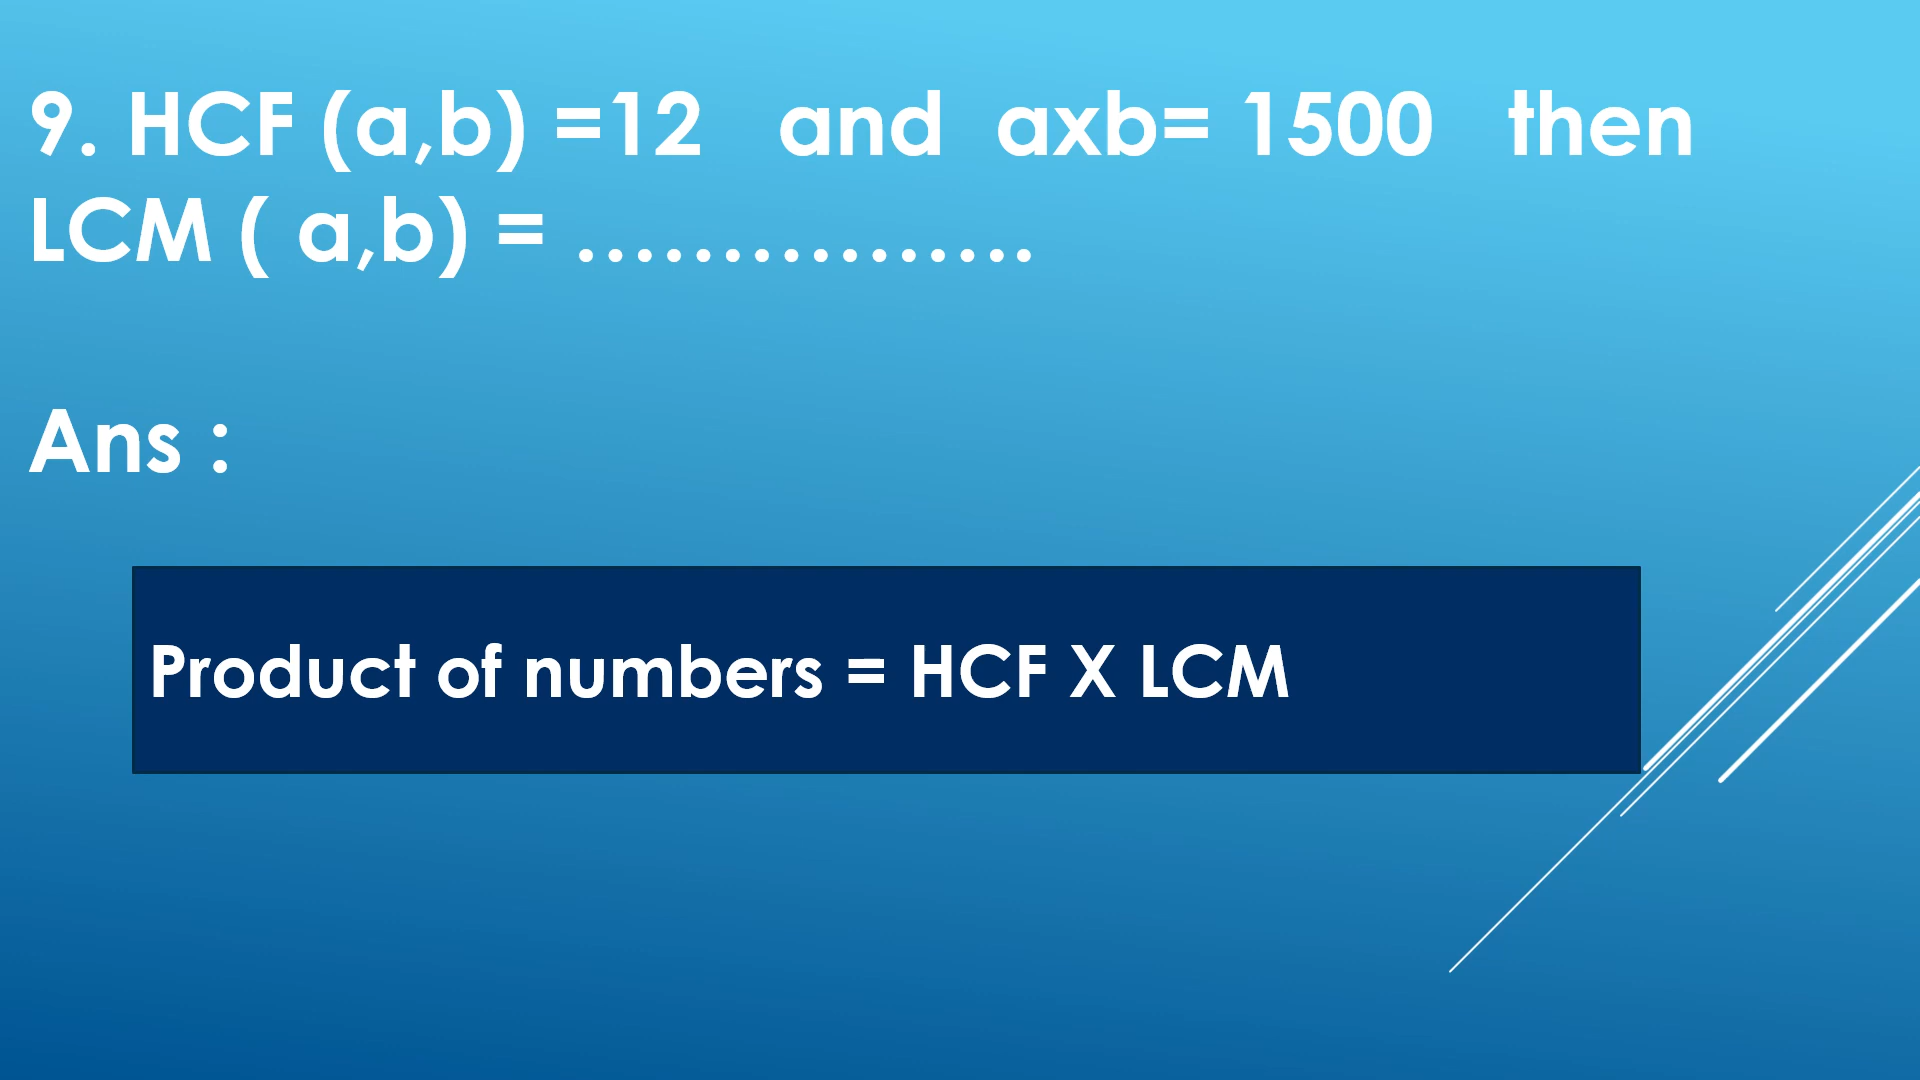 9. HCF (a,b) =12 and axb= 1500 then
LCM ( a,b) = ................
Ans :
Product of numbers = HCF X LCM